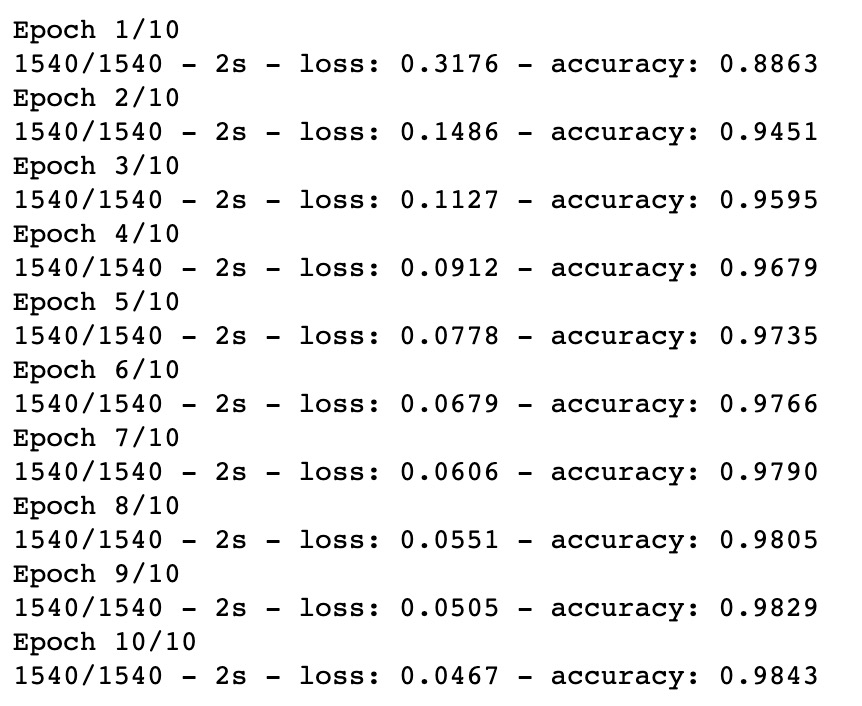 Epoch 1/10
1540/1540 - 2s - loss: 0.3176 - accuracy: 0.8863
Epoch 2/10
1540/1540 - 2s - loss: 0.1486 - accuracy: 0.9451
Epoch 3/10
1540/1540 - 2s - loss: 0.1127 - accuracy: 0.9595
Epoch 4/10
1540/1540 - 2s - loss: 0.0912 - accuracy: 0.9679
Epoch 5/10
1540/1540 - 2s - loss: 0.0778 - accuracy: 0.9735
Epoch 6/10
1540/1540 - 2s - loss: 0.0679 - accuracy: 0.9766
Epoch 7/10
1540/1540 - 2s - loss: 0.0606 - accuracy: 0.9790
Epoch 8/10
1540/1540 - 2s - loss: 0.0551 - accuracy: 0.9805
Epoch 9/10
1540/1540 - 2s - loss: 0.0505 - accuracy: 0.9829
Epoch 10/10
1540/1540 - 2s - loss: 0.0467 - accuracy: 0.9843